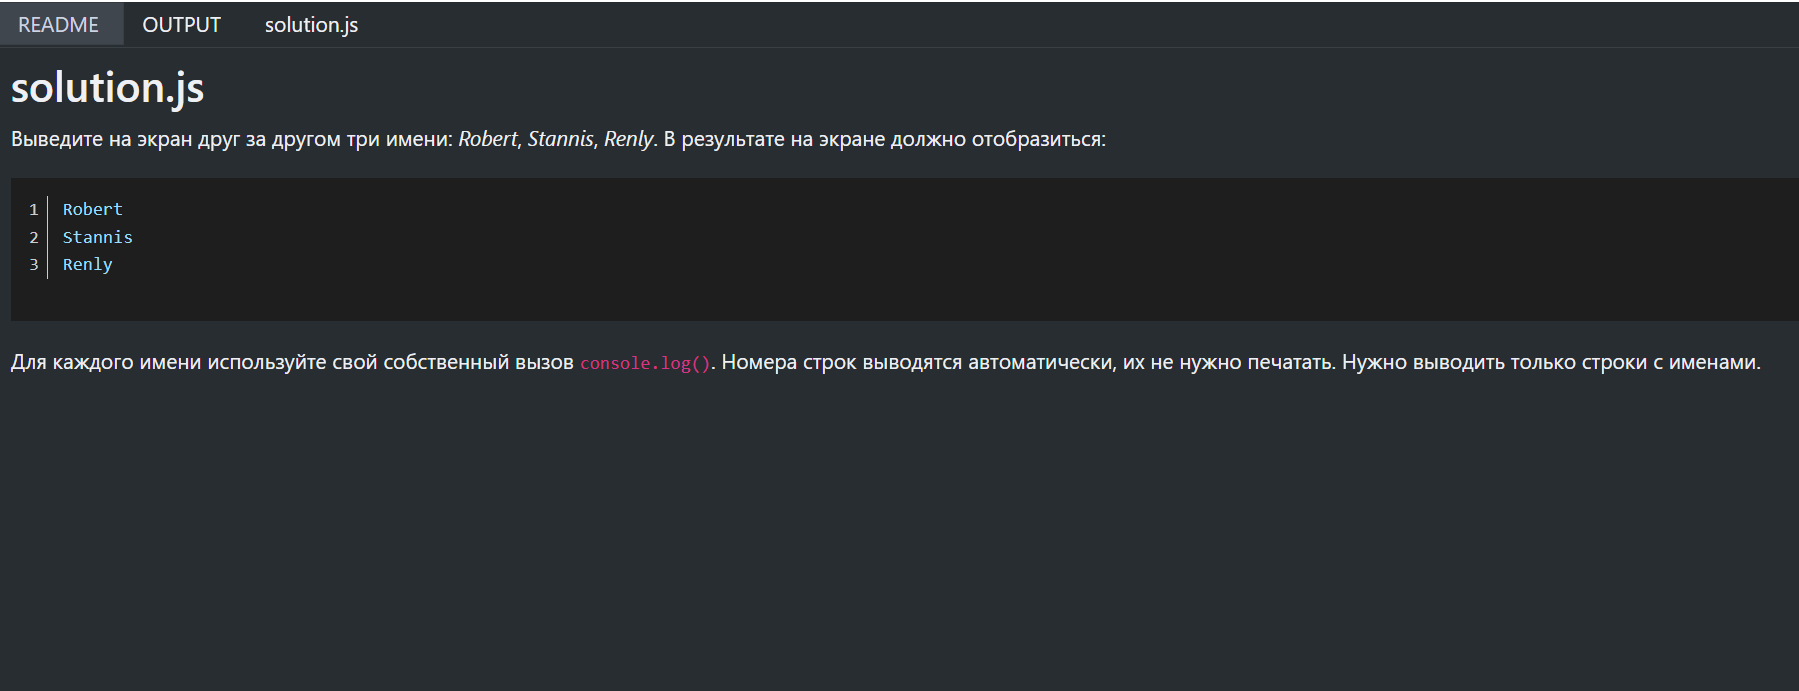 README OUTPUT solution.js
solution.js
Выведите на экран друг за другом три имени: Robert, Stannis, Renly. В результате на экране должно отобразиться:
1 Robert
2 Stannis
3 Renly
Для каждого имени используйте свой собственный вызов console.log(). Номера строк выводятся автоматически, их не нужно печатать. Нужно выводить только строки с именами.